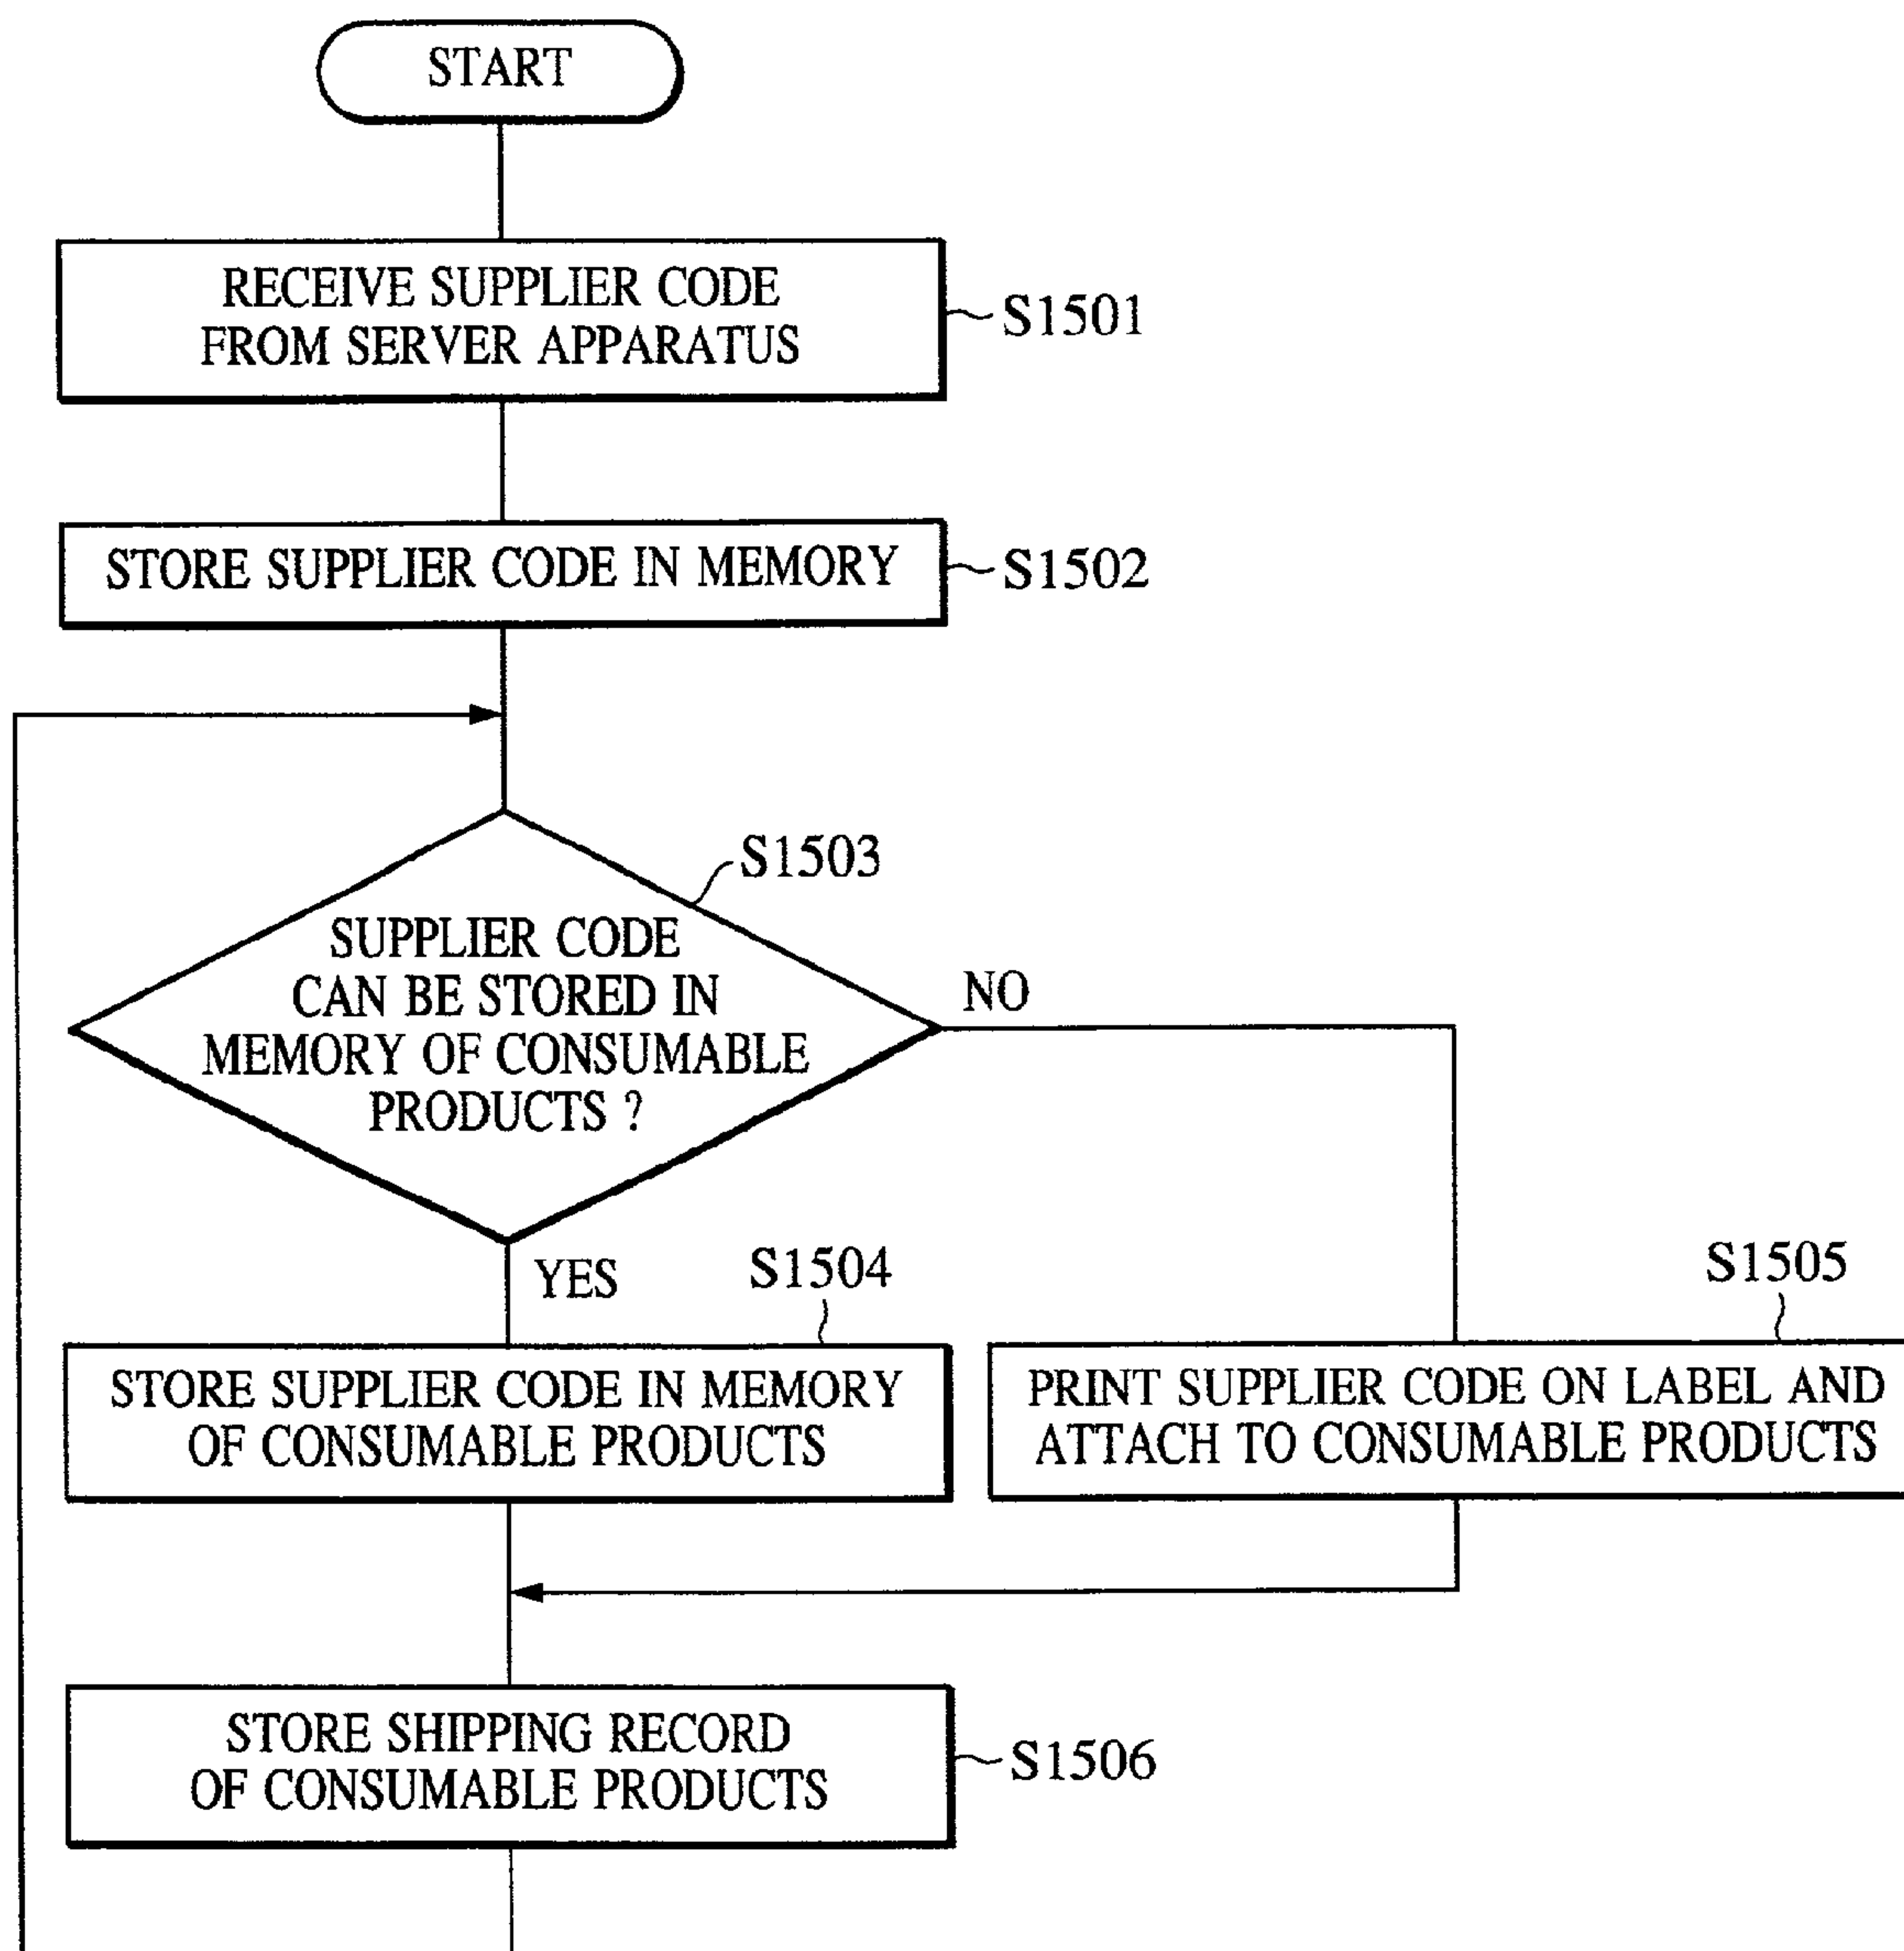 START
RECEIVE SUPPLIER CODE
FROM SERVER APPARATUS
S1501
STORE SUPPLIER CODE IN MEMORY
S1502
S1503
SUPPLIER CODE
CAN BE STORED IN
MEMORY OF CONSUMABLE
PRODUCTS ?
NO
YES
S1504
STORE SUPPLIER CODE IN MEMORY
OF CONSUMABLE PRODUCTS
S1505
PRINT SUPPLIER CODE ON LABEL AND
ATTACH TO CONSUMABLE PRODUCTS
STORE SHIPPING RECORD
OF CONSUMABLE PRODUCTS
S1506